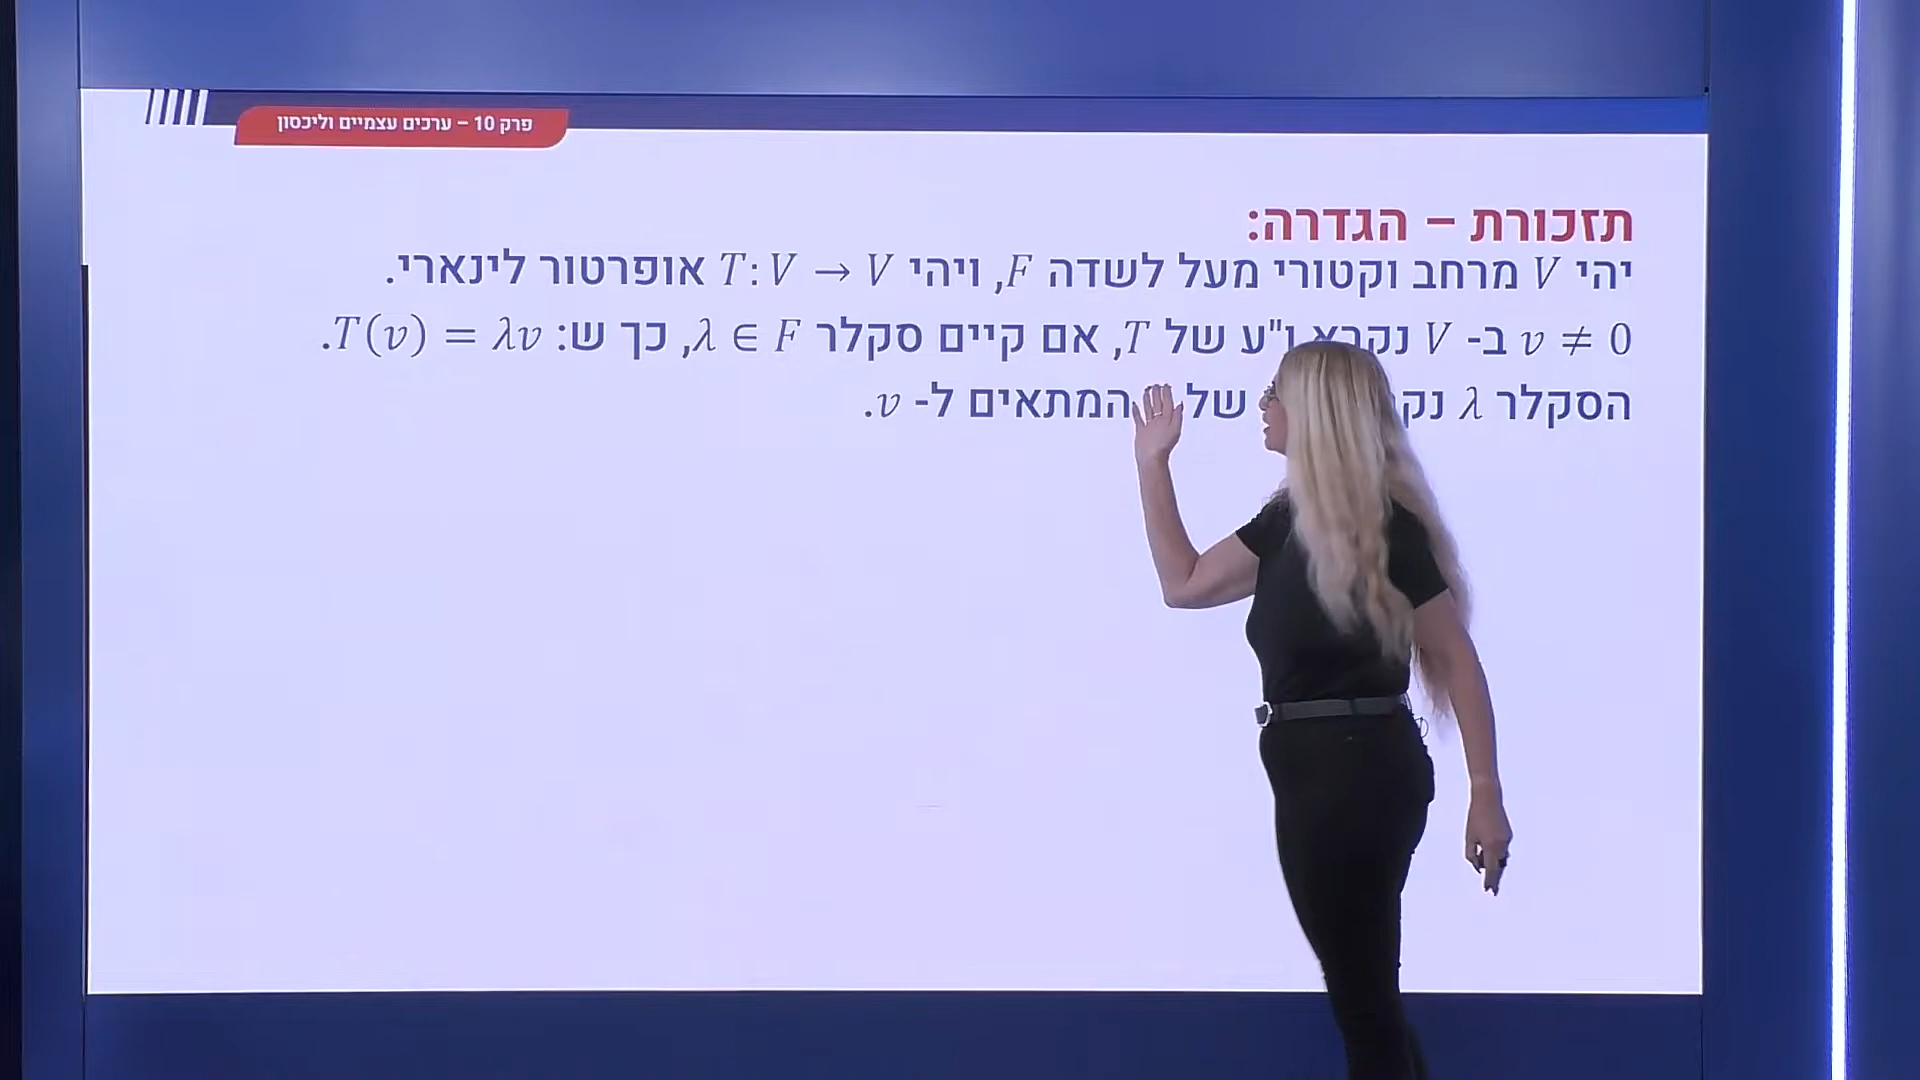 פרק 10 – ערכים עצמיים וליכסון
תזכורת – הגדרה:
יהי V מרחב וקטורי מעל לשדה F, ויהי T: V → V אופרטור לינארי.
v ≠ 0 ב- V נקרא ו"ע של T, אם קיים סקלר λ ∈ F, כך ש: T(v) = λv.
הסקלר λ של המתאים ל- v.